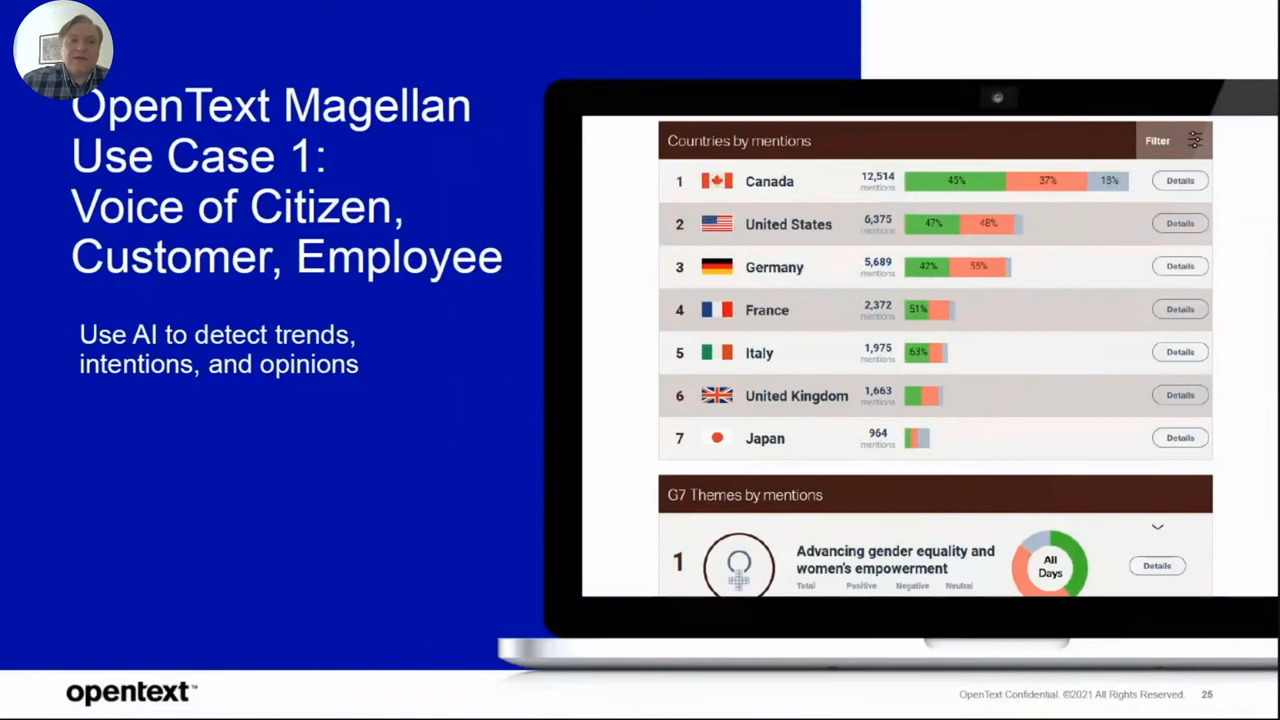 OpenText Magellan
Use Case 1:
Voice of Citizen,
Customer, Employee
Use AI to detect trends,
intentions, and opinions
Countries by mentions
Filter
1 Canada 12,514 mentions 45% 37% 18% Details
2 United States 6,375 mentions 47% 48% Details
3 Germany 5,689 mentions 42% 55% Details
4 France 2,372 mentions 51% Details
5 Italy 1,975 mentions 63% Details
6 United Kingdom 1,663 mentions Details
7 Japan 964 mentions Details
G7 Themes by mentions
1 Advancing gender equality and
women's empowerment
Total Positive Negative Neutral
All
Days
Details
opentext™
OpenText Confidential. ©2021 All Rights Reserved. 25